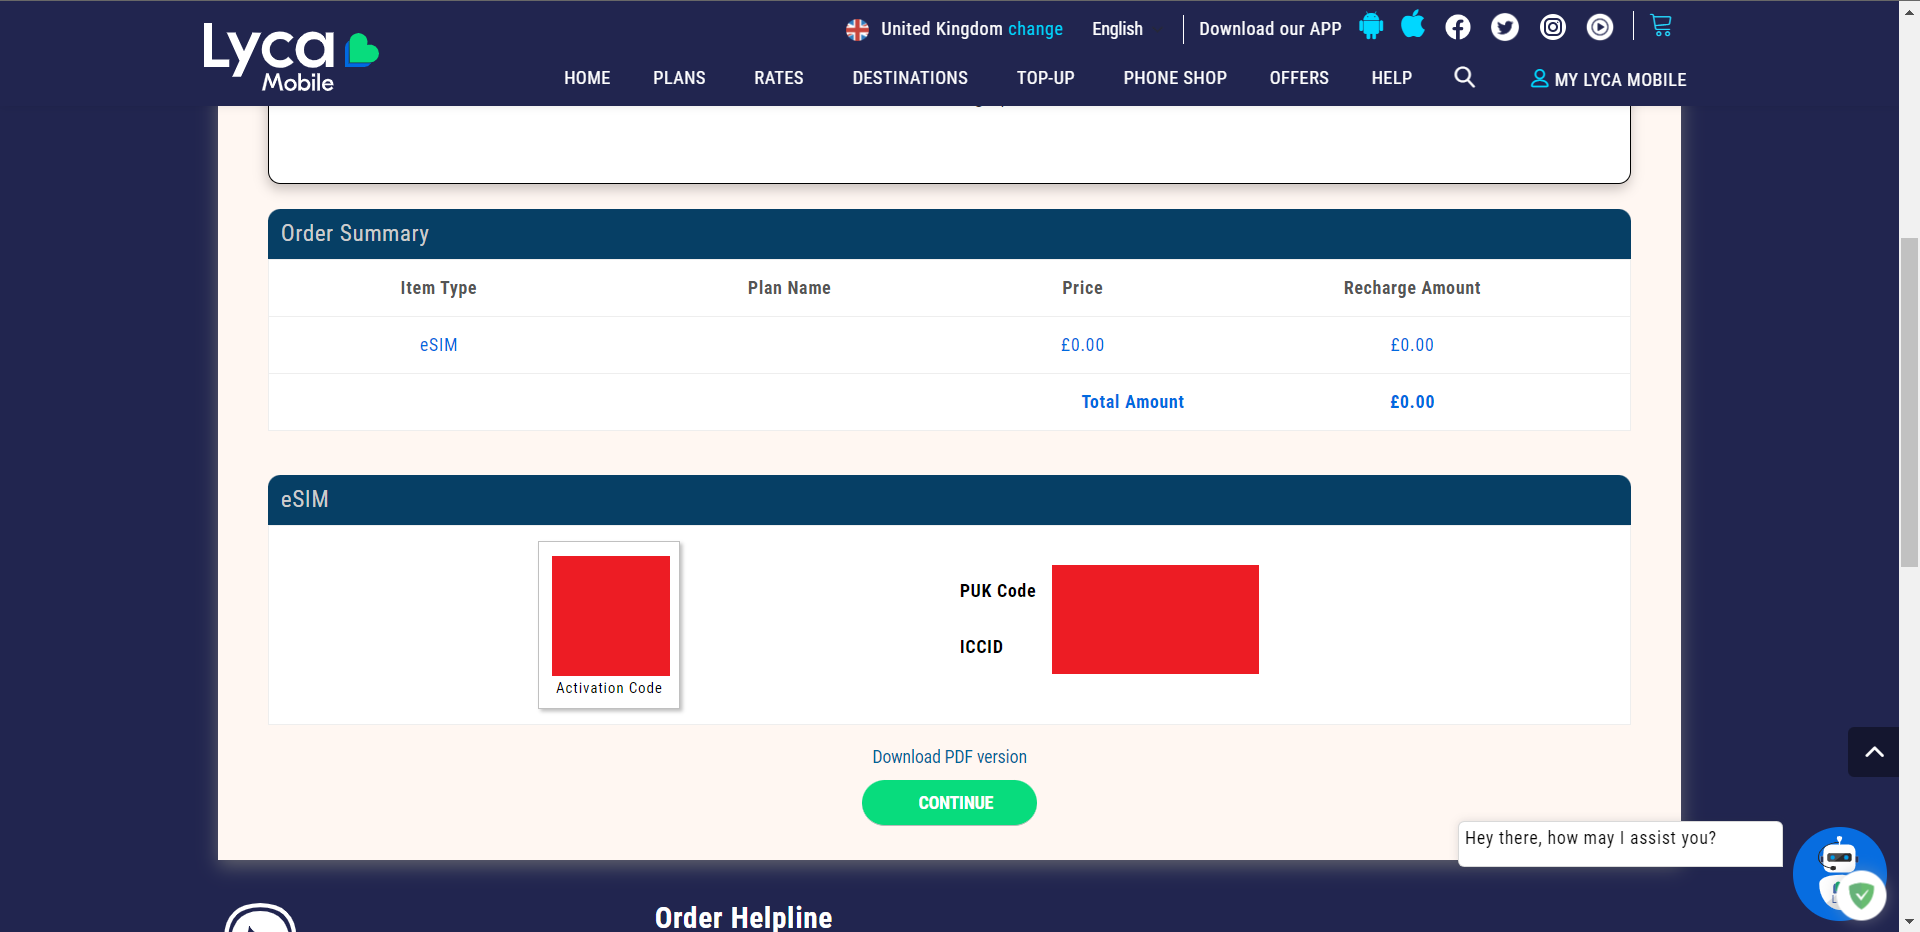 Lyca
Mobile
United Kingdom change
English
Download our APP
HOME
PLANS
RATES
DESTINATIONS
TOP-UP
PHONE SHOP
OFFERS
HELP
MY LYCA MOBILE
Order Summary
Item Type
Plan Name
Price
Recharge Amount
eSIM
£0.00
£0.00
Total Amount
£0.00
eSIM
Activation Code
PUK Code
ICCID
Download PDF version
CONTINUE
Hey there, how may I assist you?
Order Helpline